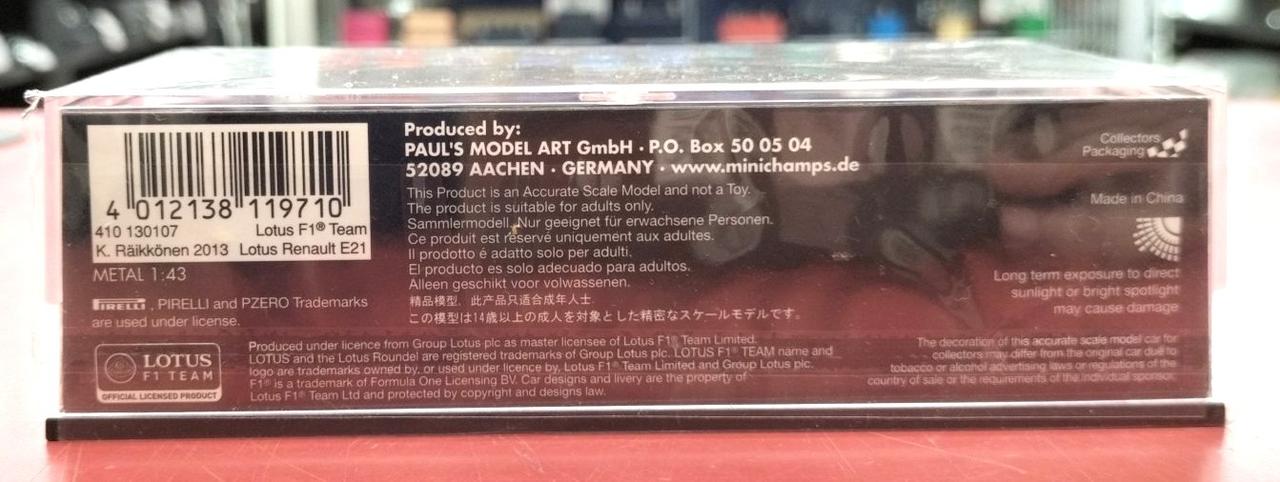 4 012138 119710
410 130107 Lotus F1® Team
K. Räikkönen 2013 Lotus Renault E21
METAL 1:43
PIRELLI, PIRELLI and PZERO Trademarks
are used under license.
LOTUS
F1 TEAM
OFFICIAL LICENSED PRODUCT
Produced by:
PAUL'S MODEL ART GmbH · P.O. Box 50 05 04
52089 AACHEN · GERMANY · www.minichamps.de
This Product is an Accurate Scale Model and not a Toy.
The product is suitable for adults only.
Sammlermodell. Nur geeignet für erwachsene Personen.
Ce produit est réservé uniquement aux adultes.
Il prodotto é adatto solo per adulti.
El producto es solo adecuado para adultos.
Alleen geschikt voor volwassenen.
精品模型。此产品只适合成年人士.
この模型は14歳以上の成人を対象とした精密なスケールモデルです。
Produced under licence from Group Lotus plc as master licensee of Lotus F1® Team Limited.
LOTUS and the Lotus Roundel are registered trademarks of Group Lotus plc. LOTUS F1® TEAM name and
logo are trademarks owned by, or used under licence by, Lotus F1® Team Limited and Group Lotus plc.
F1® is a trademark of Formula One Licensing BV. Car designs and livery are the property of
Lotus F1® Team Ltd and protected by copyright and designs law.
Collectors
Packaging
Made in China
Long term exposure to direct
sunlight or bright spotlight
may cause damage
The decoration of this accurate scale model car for
collectors may differ from the original car due to
tobacco or alcohol advertising laws or regulations of the
country of sale or the requirements of the individual sponsor.